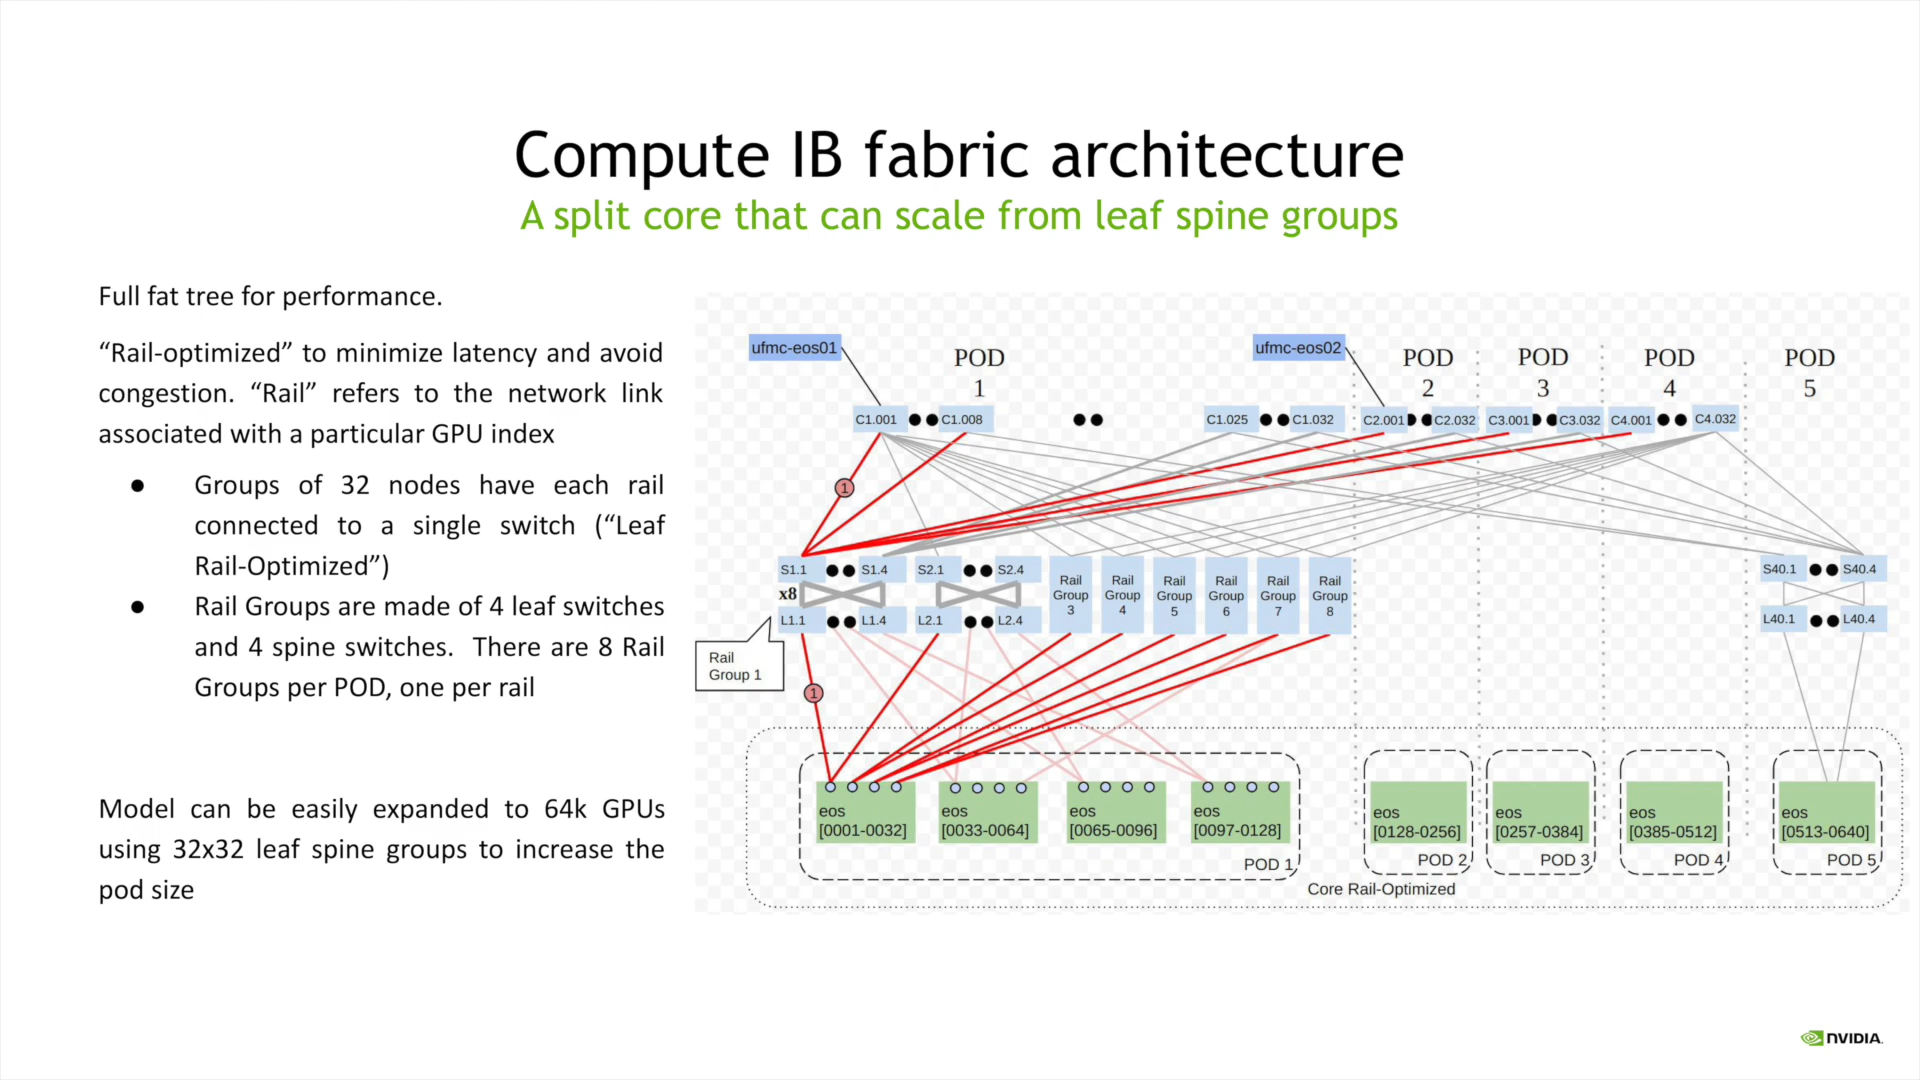 Compute IB fabric architecture
A split core that can scale from leaf spine groups
Full fat tree for performance.
“Rail-optimized” to minimize latency and avoid
congestion. “Rail” refers to the network link
associated with a particular GPU index
● Groups of 32 nodes have each rail
connected to a single switch (“Leaf
Rail-Optimized”)
● Rail Groups are made of 4 leaf switches
and 4 spine switches. There are 8 Rail
Groups per POD, one per rail
Model can be easily expanded to 64k GPUs
using 32x32 leaf spine groups to increase the
pod size
ufmc-eos01
ufmc-eos02
POD
1
POD
2
POD
3
POD
4
POD
5
C1.001
C1.008
C1.025
C1.032
C2.001
C2.032
C3.001
C3.032
C4.001
C4.032
1
S1.1
S1.4
S2.1
S2.4
x8
L1.1
L1.4
L2.1
L2.4
Rail
Group
3
Rail
Group
4
Rail
Group
5
Rail
Group
6
Rail
Group
7
Rail
Group
8
S40.1
S40.4
L40.1
L40.4
Rail
Group 1
1
eos
[0001-0032]
eos
[0033-0064]
eos
[0065-0096]
eos
[0097-0128]
POD 1
eos
[0128-0256]
POD 2
eos
[0257-0384]
POD 3
eos
[0385-0512]
POD 4
eos
[0513-0640]
POD 5
Core Rail-Optimized
NVIDIA.